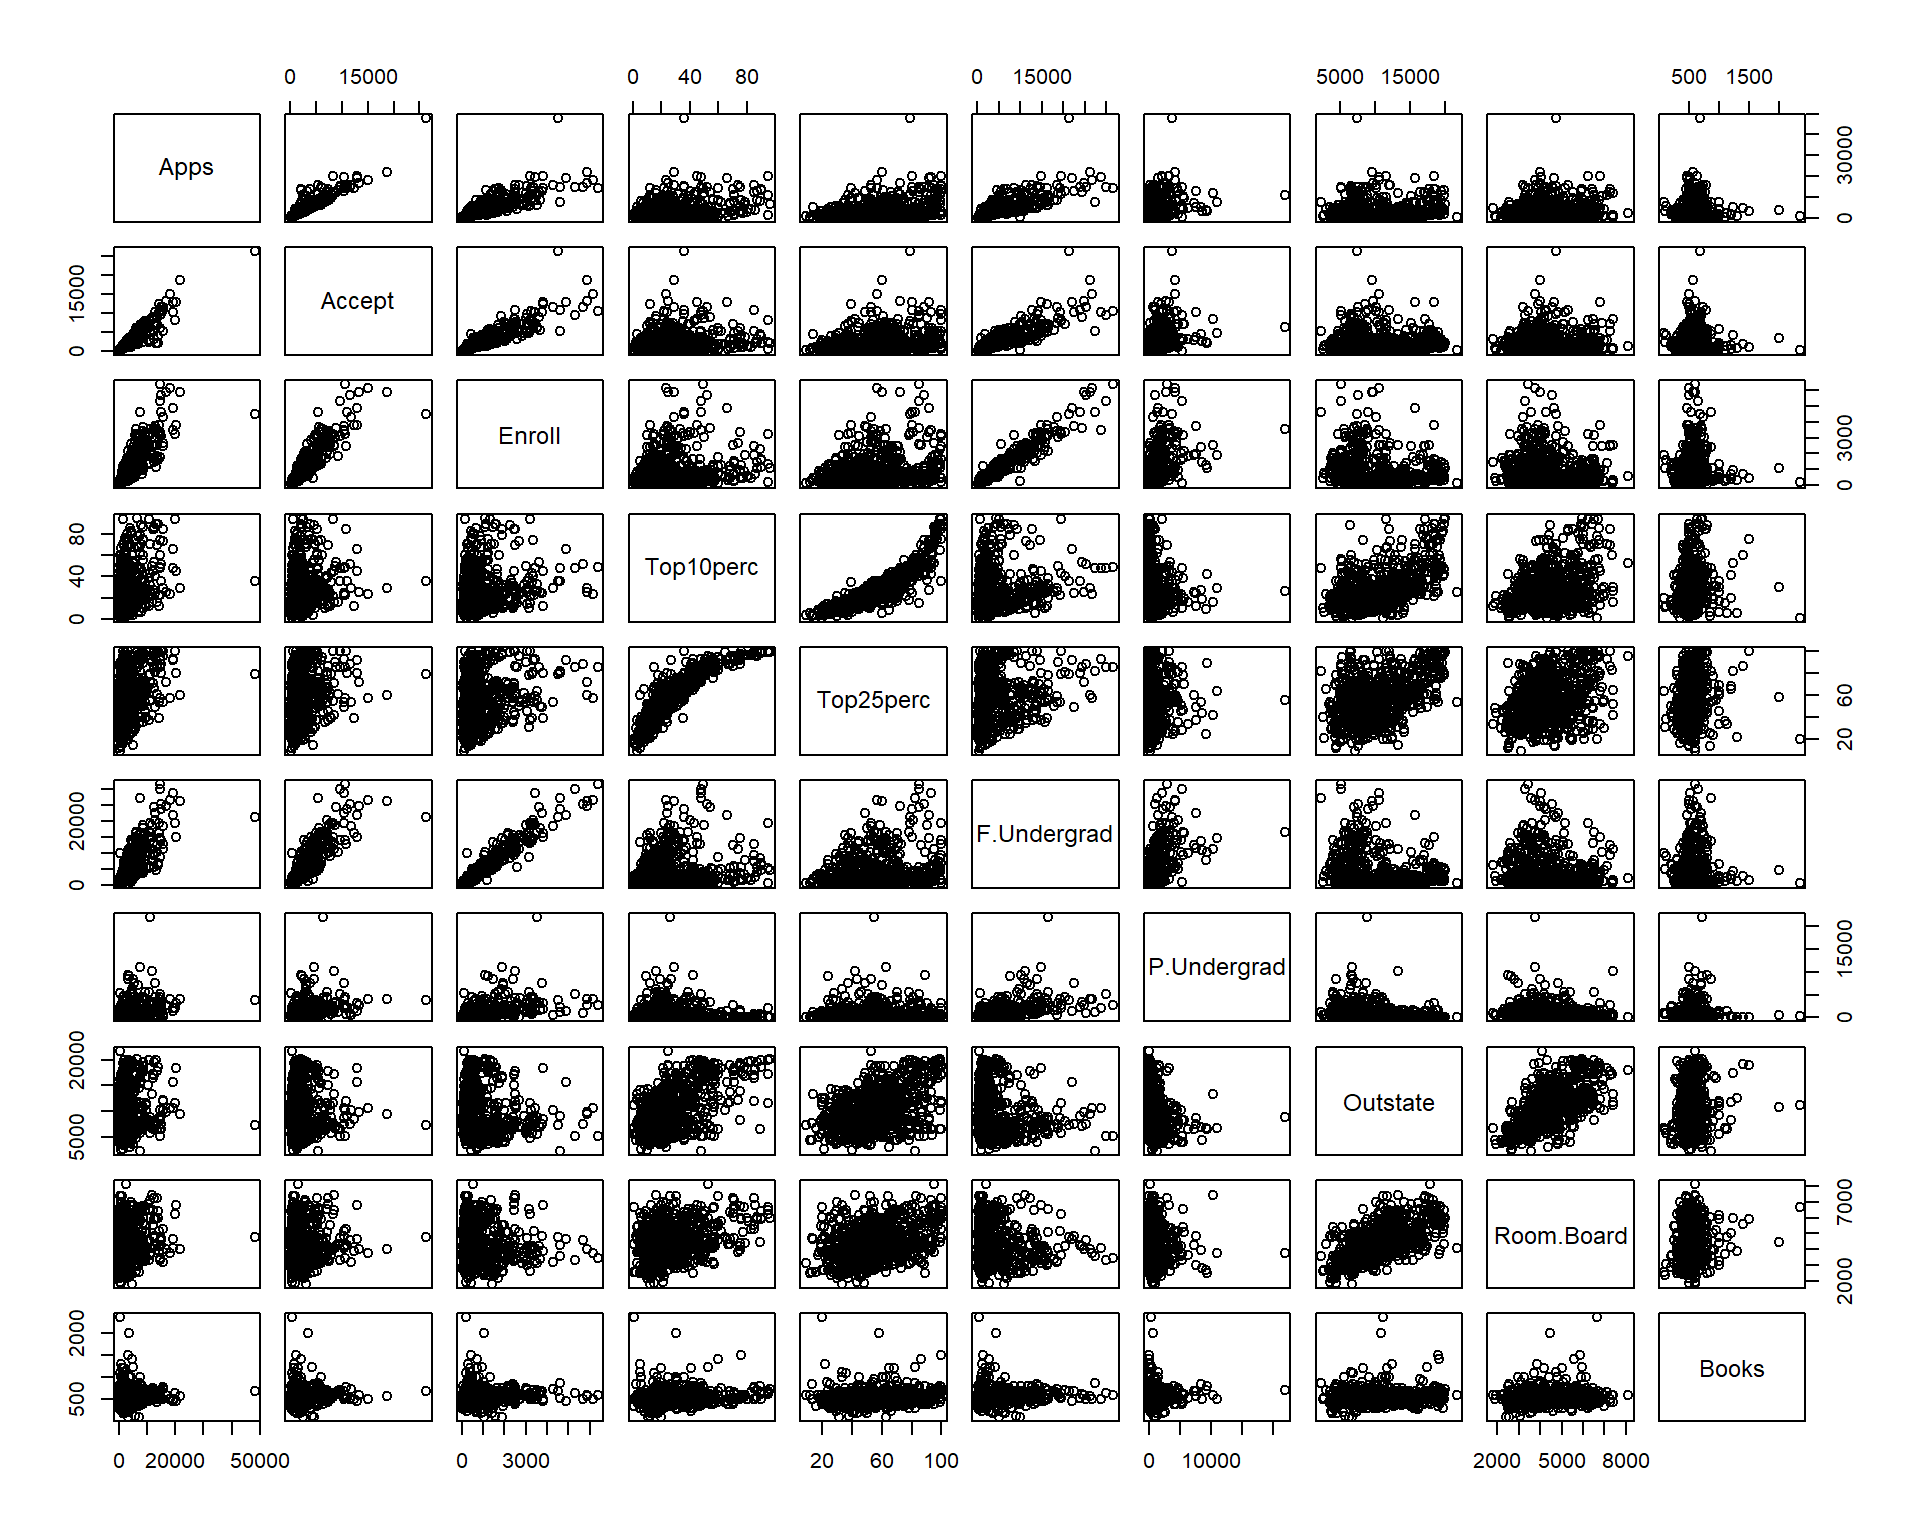 0 15000 0 40 80 0 15000 5000 15000 500 1500
Apps
0 30000
0 15000
Accept
Enroll
0 3000
0 40 80
Top10perc
Top25perc
20 60
0 20000
F.Undergrad
P.Undergrad
0 15000
5000 20000
Outstate
Room.Board
2000 7000
500 2000
Books
0 20000 50000 0 3000 20 60 100 0 10000 2000 5000 8000